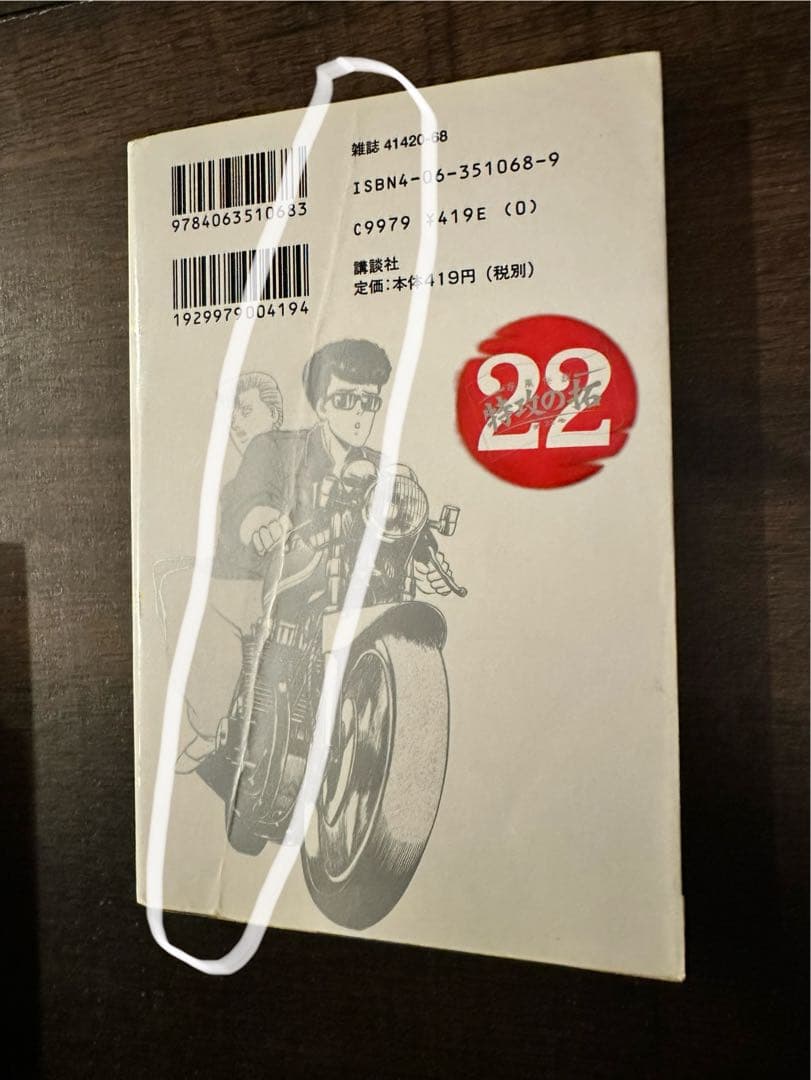 雑誌 41420-68
ISBN4-06-351068-9
C9979 ¥419E (0)
講談社
定価:本体419円(税別)
9784063510683
1929979004194
22
特攻の拓